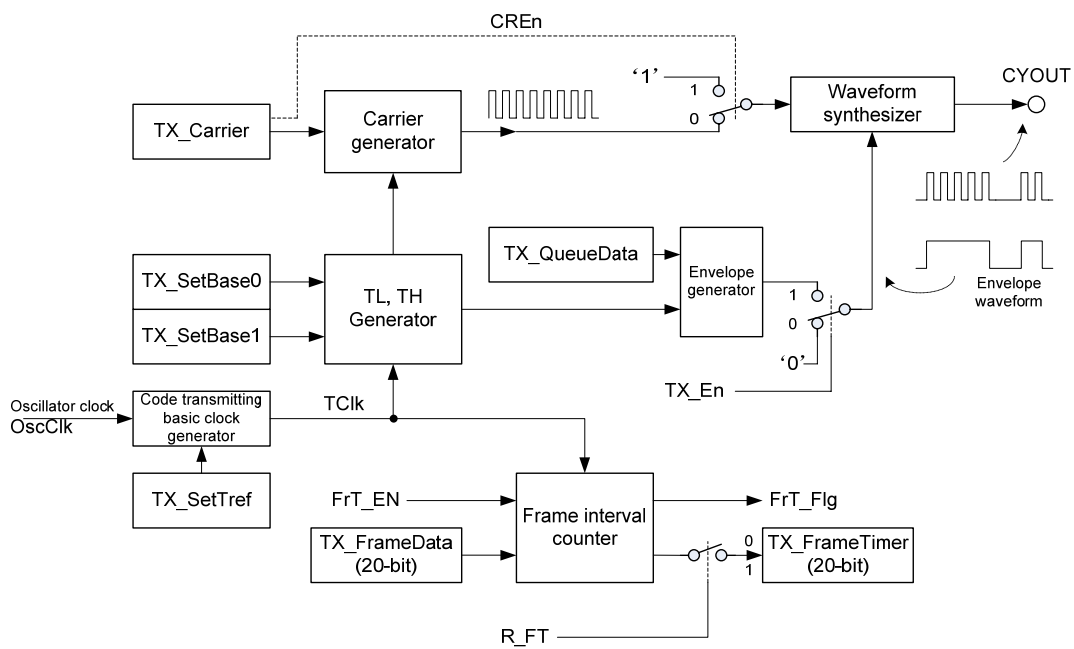 CREn
CYOUT
'1'
1
0
TX_Carrier
Carrier
generator
Waveform
synthesizer
TX_QueueData
Envelope
generator
TX_SetBase0
TX_SetBase1
TL, TH
Generator
1
0
'0'
TX_En
Envelope
waveform
Oscillator clock
OscClk
Code transmitting
basic clock
generator
TClk
TX_SetTref
FrT_EN
TX_FrameData
(20-bit)
Frame interval
counter
FrT_Flg
0
1
TX_FrameTimer
(20-bit)
R_FT